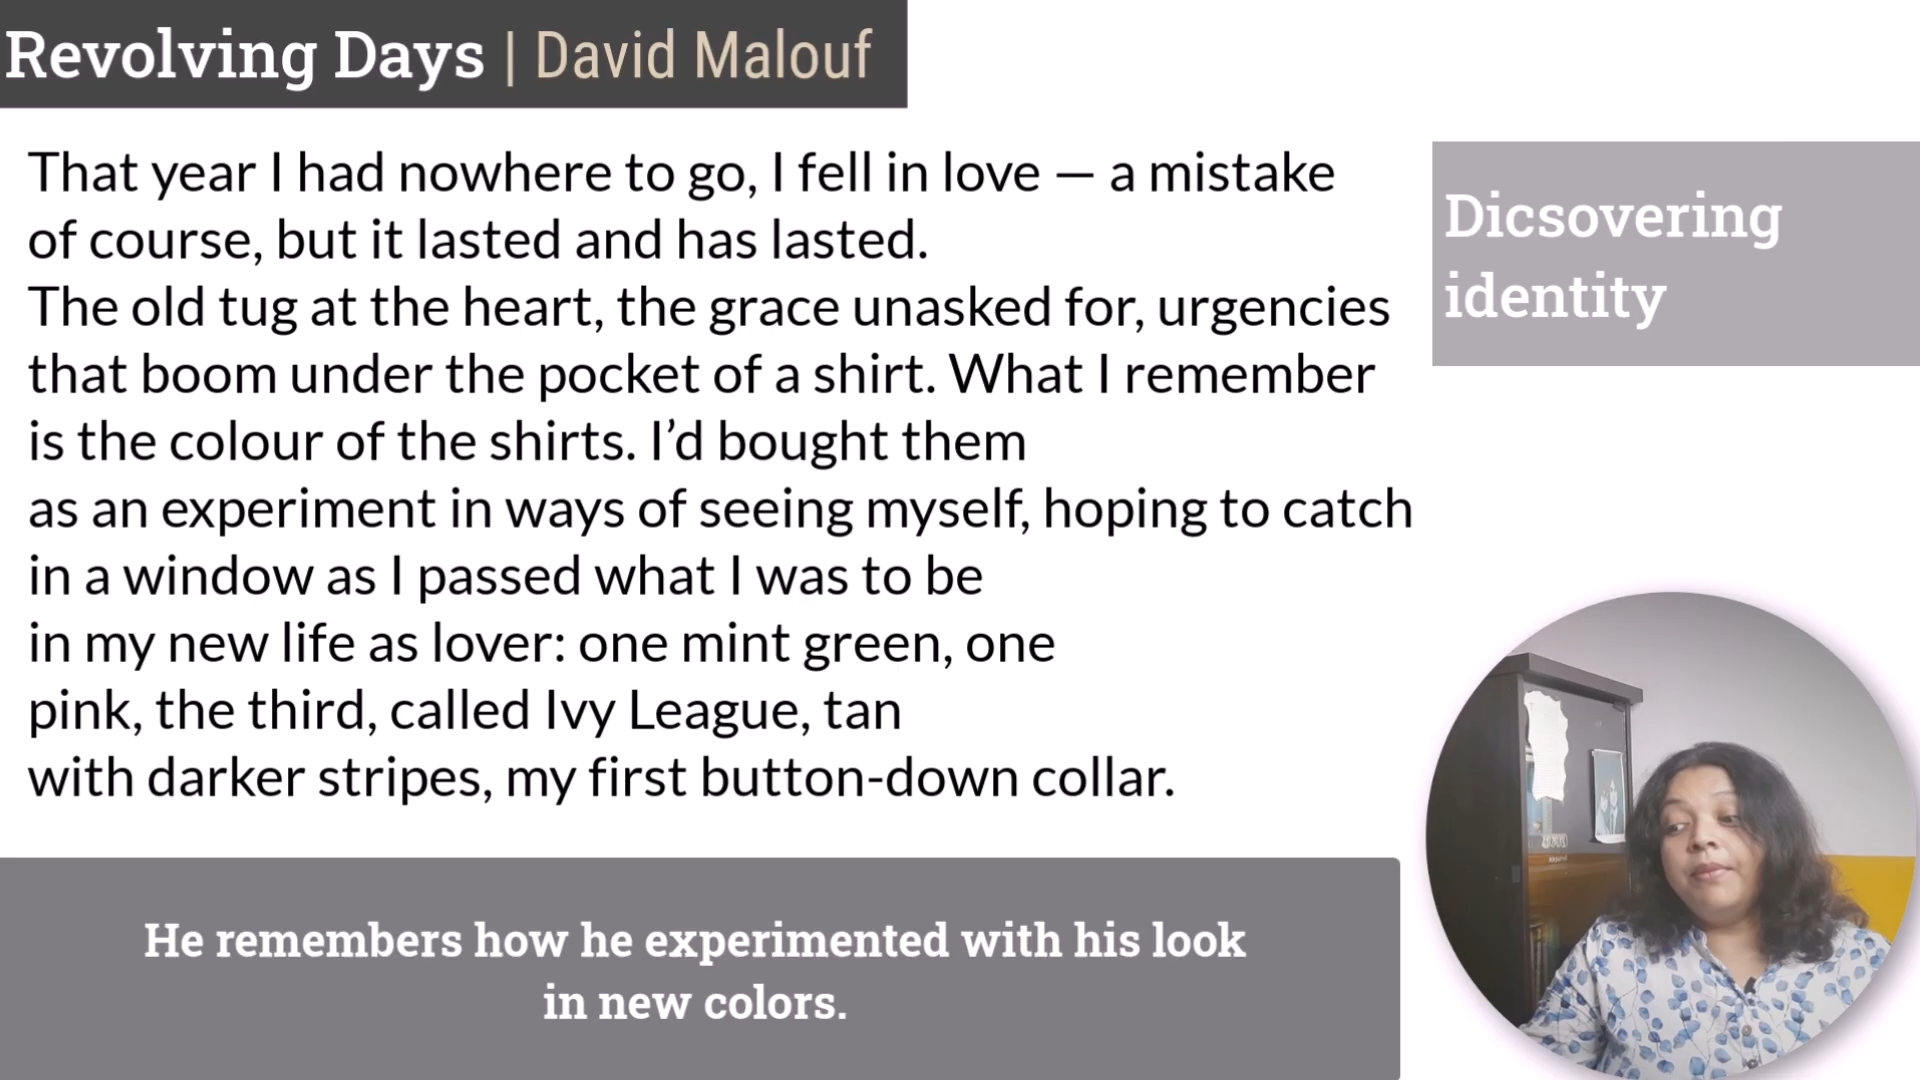 Revolving Days | David Malouf
That year I had nowhere to go, I fell in love — a mistake
of course, but it lasted and has lasted.
The old tug at the heart, the grace unasked for, urgencies
that boom under the pocket of a shirt. What I remember
is the colour of the shirts. I’d bought them
as an experiment in ways of seeing myself, hoping to catch
in a window as I passed what I was to be
in my new life as lover: one mint green, one
pink, the third, called Ivy League, tan
with darker stripes, my first button-down collar.
Dicsovering
identity
He remembers how he experimented with his look
in new colors.